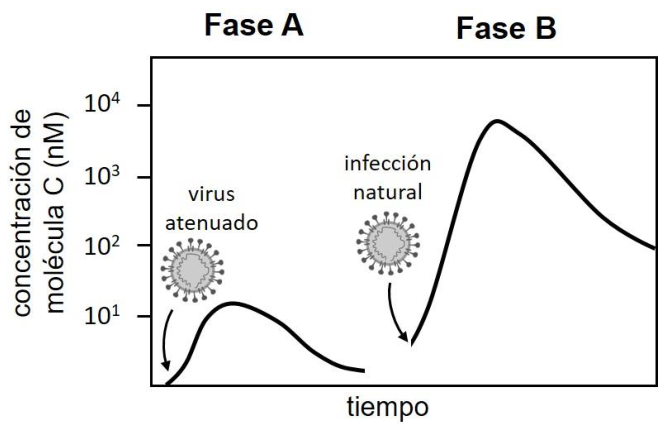 Fase A
Fase B
concentración de
molécula C (nM)
10⁴
10³
10²
10¹
virus
atenuado
infección
natural
tiempo